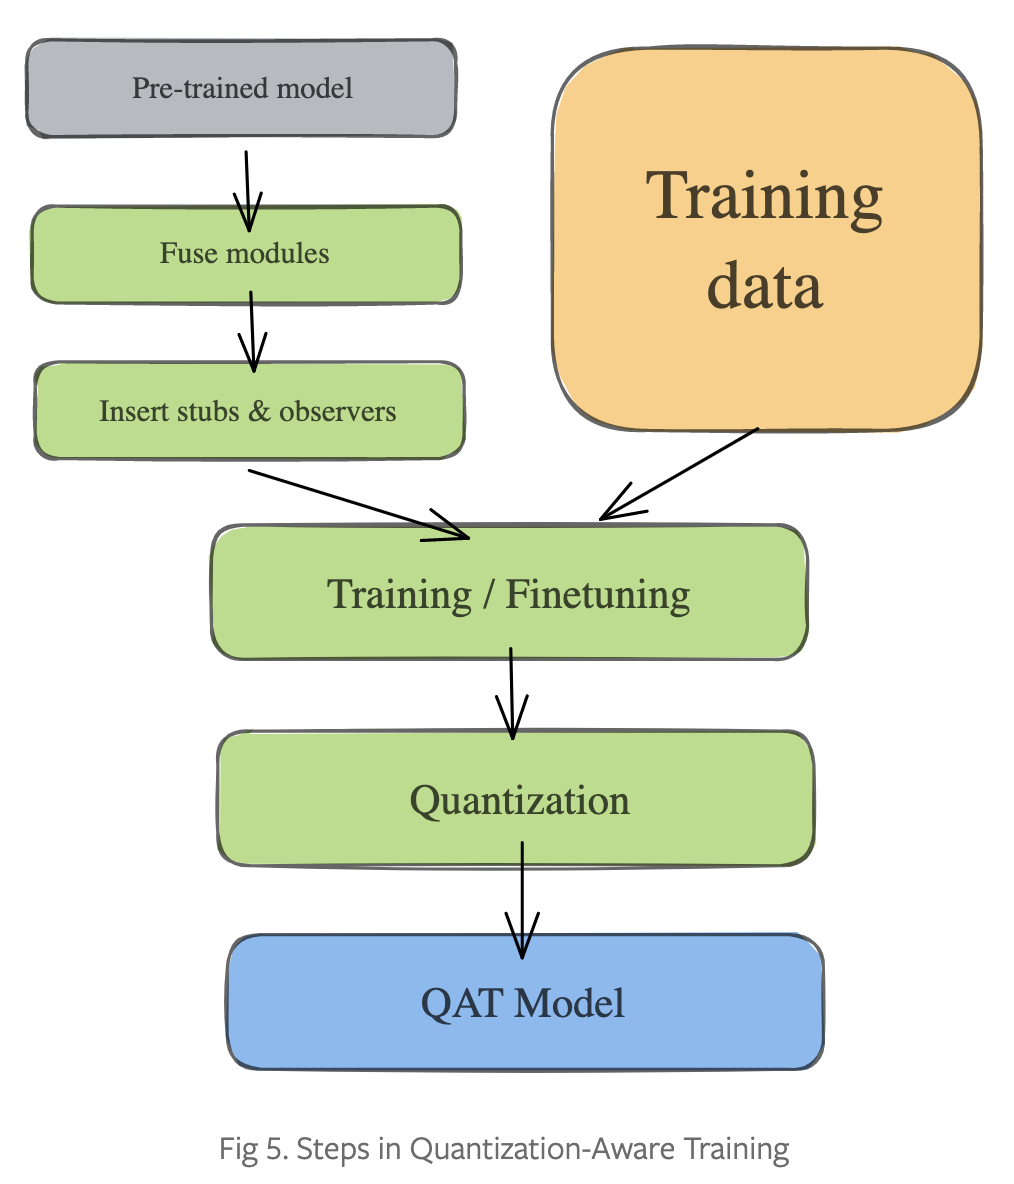 Pre-trained model
Fuse modules
Insert stubs & observers
Training
data
Training / Finetuning
Quantization
QAT Model
Fig 5. Steps in Quantization-Aware Training